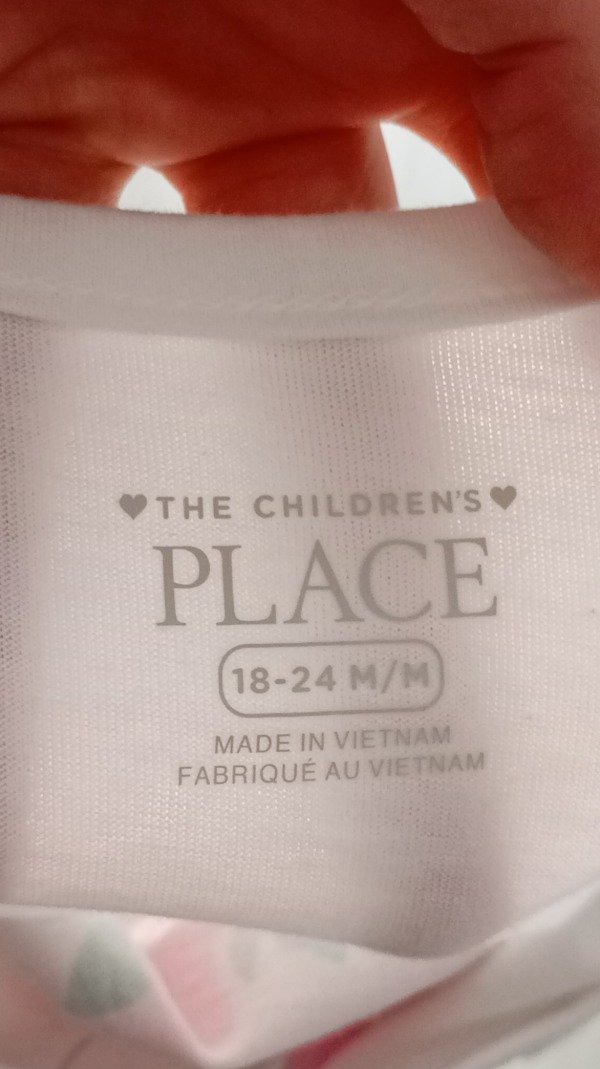 ♥THE CHILDREN'S♥
PLACE
18-24 M/M
MADE IN VIETNAM
FABRIQUÉ AU VIETNAM